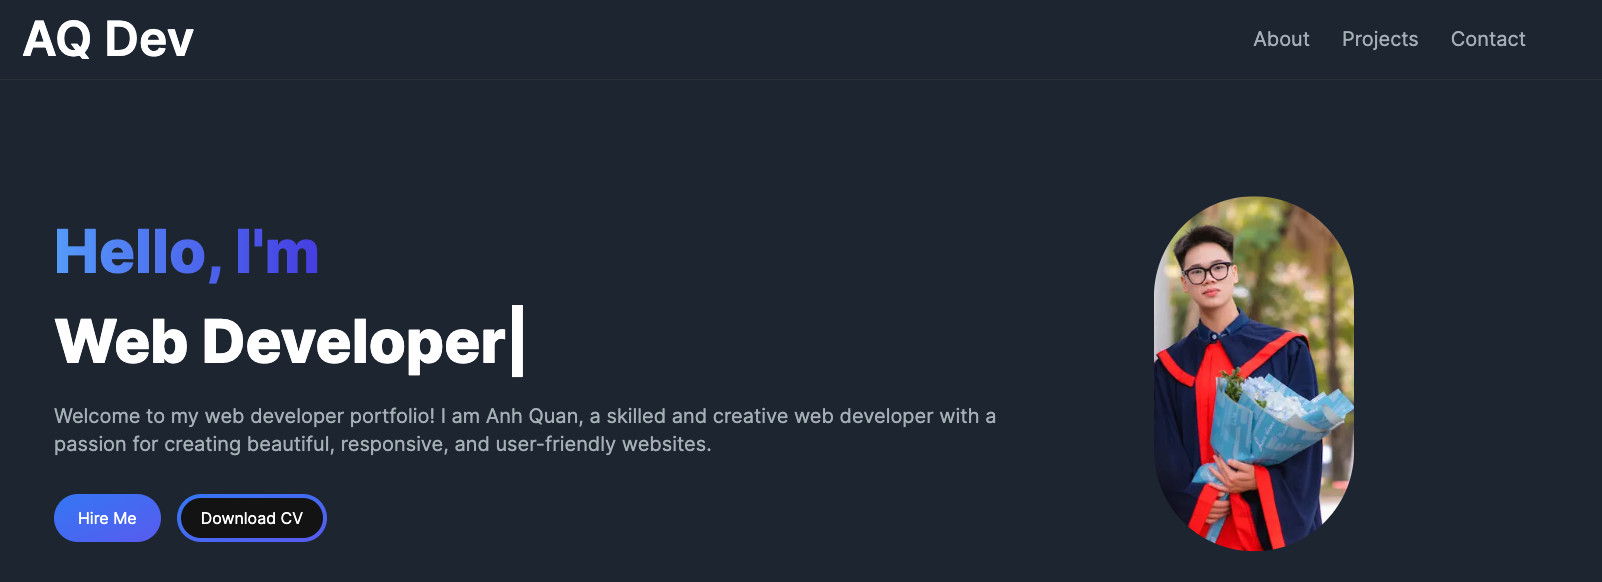 AQ Dev
About
Projects
Contact
Hello, I'm
Web Developer
Welcome to my web developer portfolio! I am Anh Quan, a skilled and creative web developer with a
passion for creating beautiful, responsive, and user-friendly websites.
Hire Me
Download CV